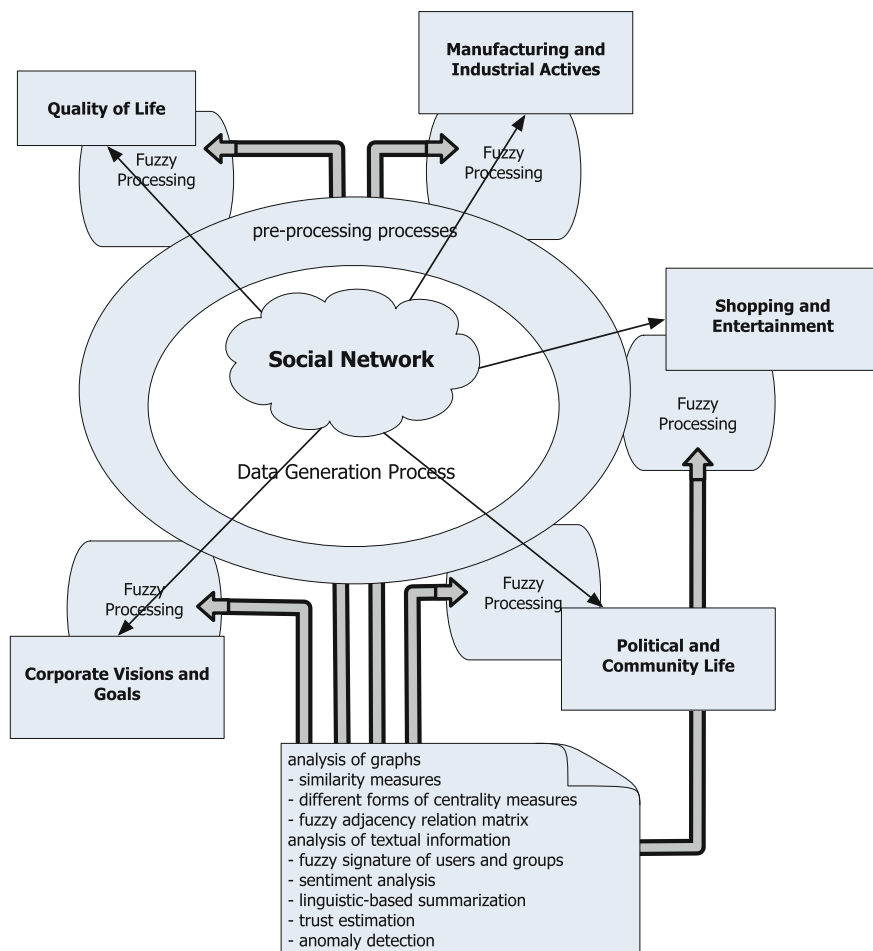 Manufacturing and
Industrial Actives
Quality of Life
Fuzzy
Processing
Fuzzy
Processing
pre-processing processes
Shopping and
Entertainment
Social Network
Fuzzy
Processing
Data Generation Process
Fuzzy
Processing
Fuzzy
Processing
Political and
Community Life
Corporate Visions and
Goals
analysis of graphs
- similarity measures
- different forms of centrality measures
- fuzzy adjacency relation matrix
analysis of textual information
- fuzzy signature of users and groups
- sentiment analysis
- linguistic-based summarization
- trust estimation
- anomaly detection